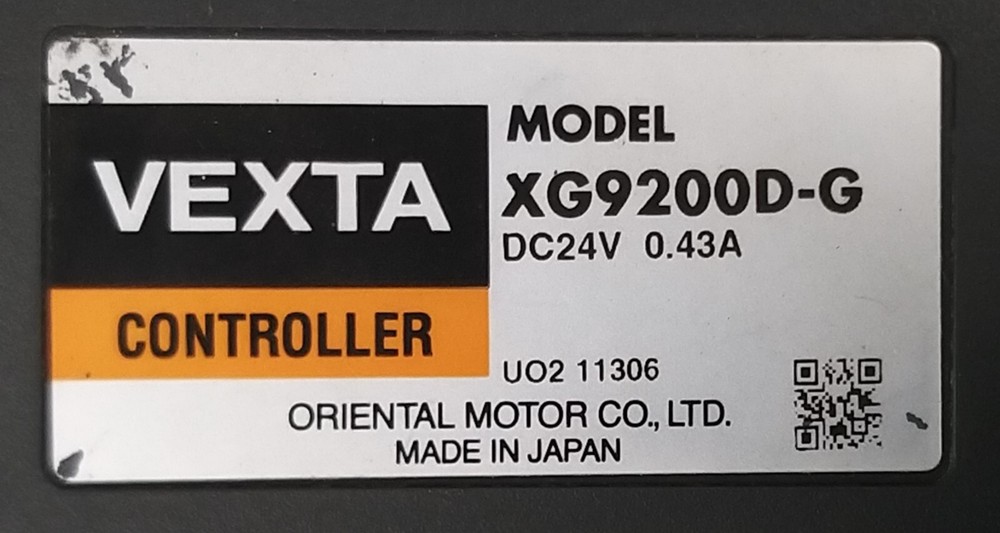 VEXTA
CONTROLLER
MODEL
XG9200D-G
DC24V 0.43A
UO2 11306
ORIENTAL MOTOR CO., LTD.
MADE IN JAPAN